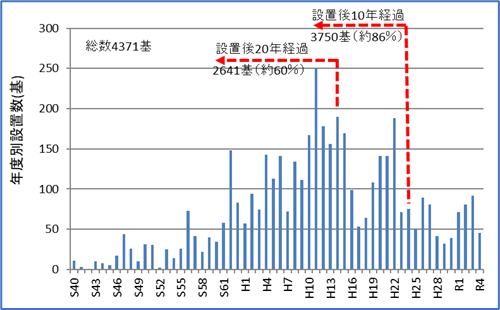 設置後10年経過
3750基(約86%)
設置後20年経過
2641基(約60%)
総数4371基
年度別設置数(基)
300
250
200
150
100
50
0
S40
S43
S46
S49
S52
S55
S58
S61
H1
H4
H7
H10
H13
H16
H19
H22
H25
H28
R1
R4